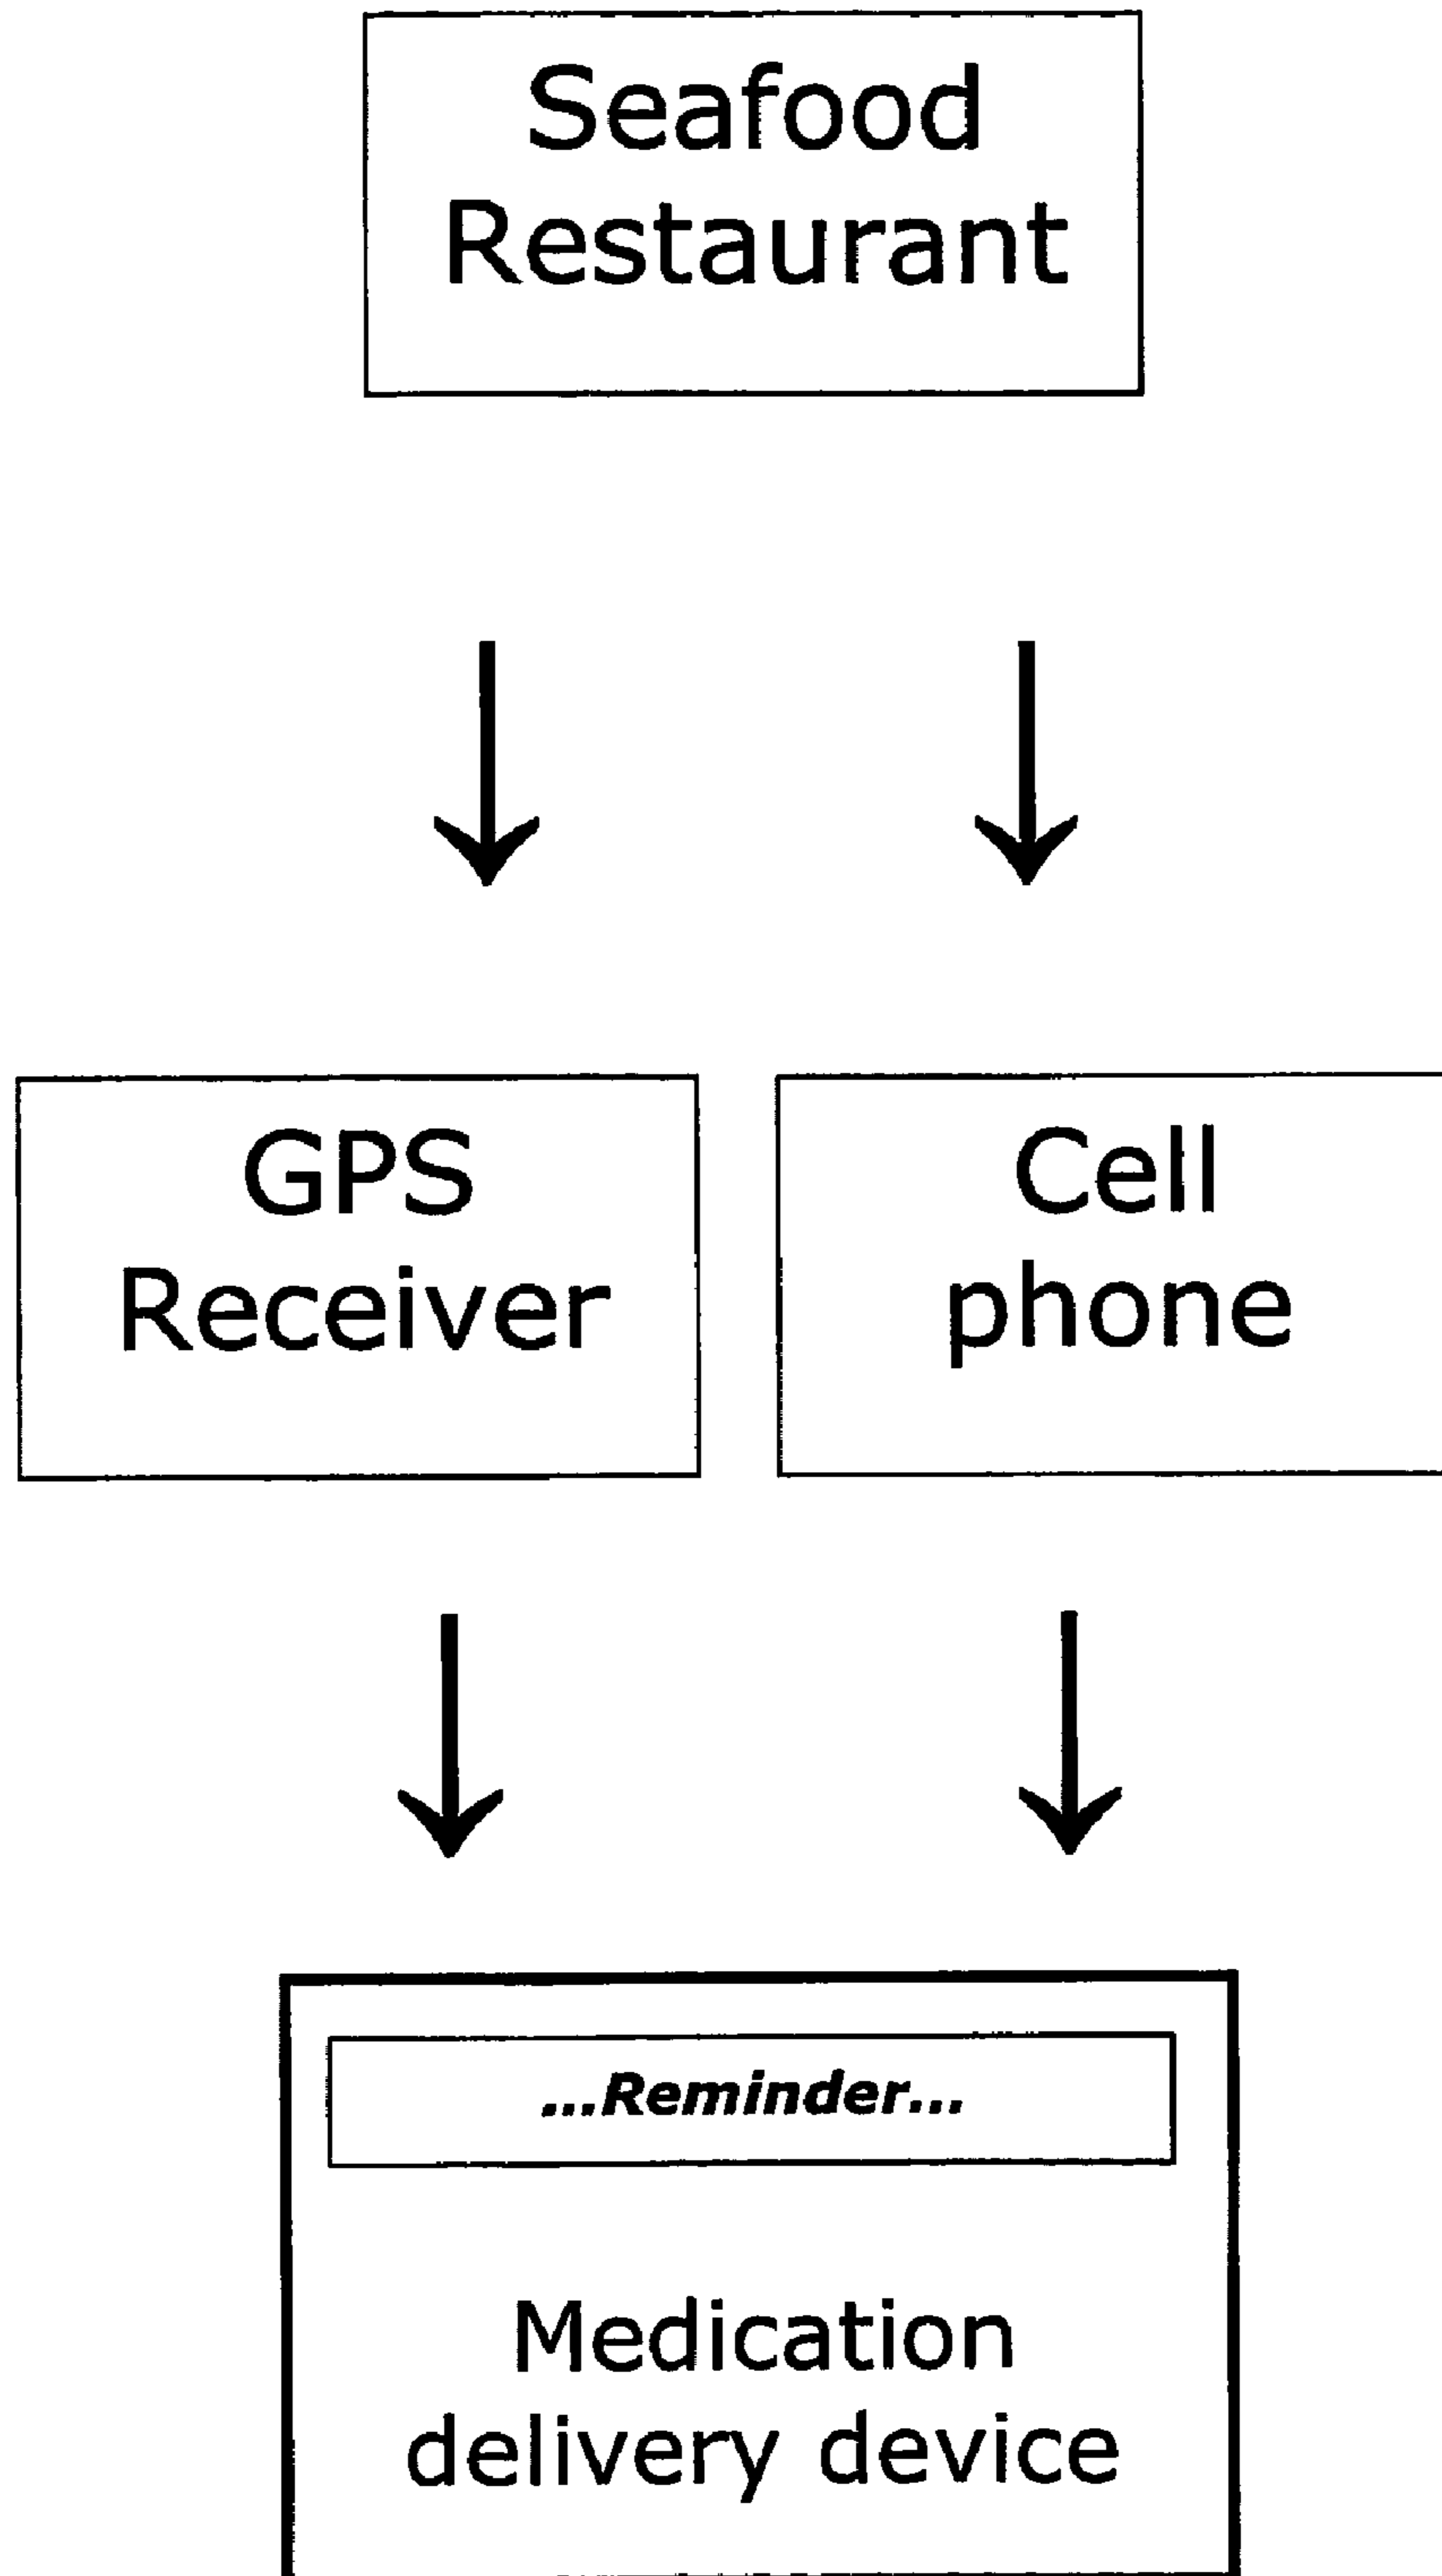 Seafood
Restaurant
GPS
Receiver
Cell
phone
...Reminder...
Medication
delivery device